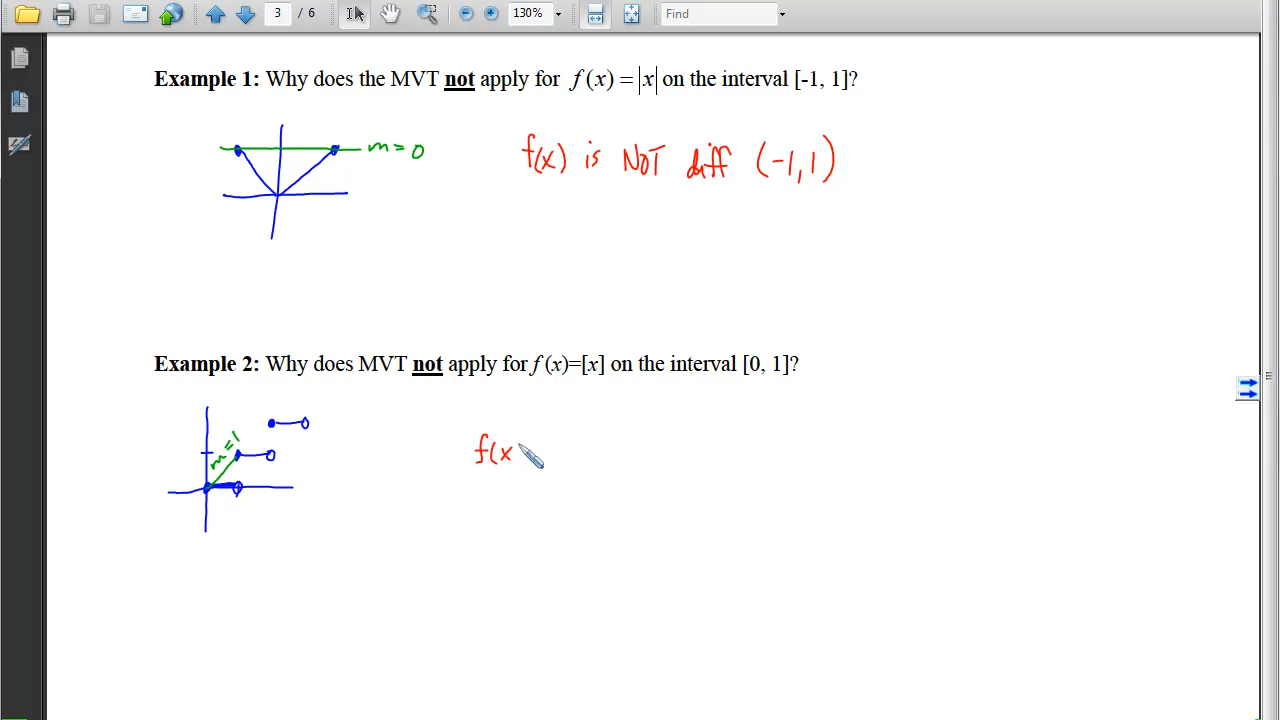 3 / 6 130% Find
Example 1: Why does the MVT not apply for f(x) = |x| on the interval [-1, 1]?
m = 0
f(x) is NOT diff (-1,1)
Example 2: Why does MVT not apply for f (x)=[x] on the interval [0, 1]?
m = 1
f(x